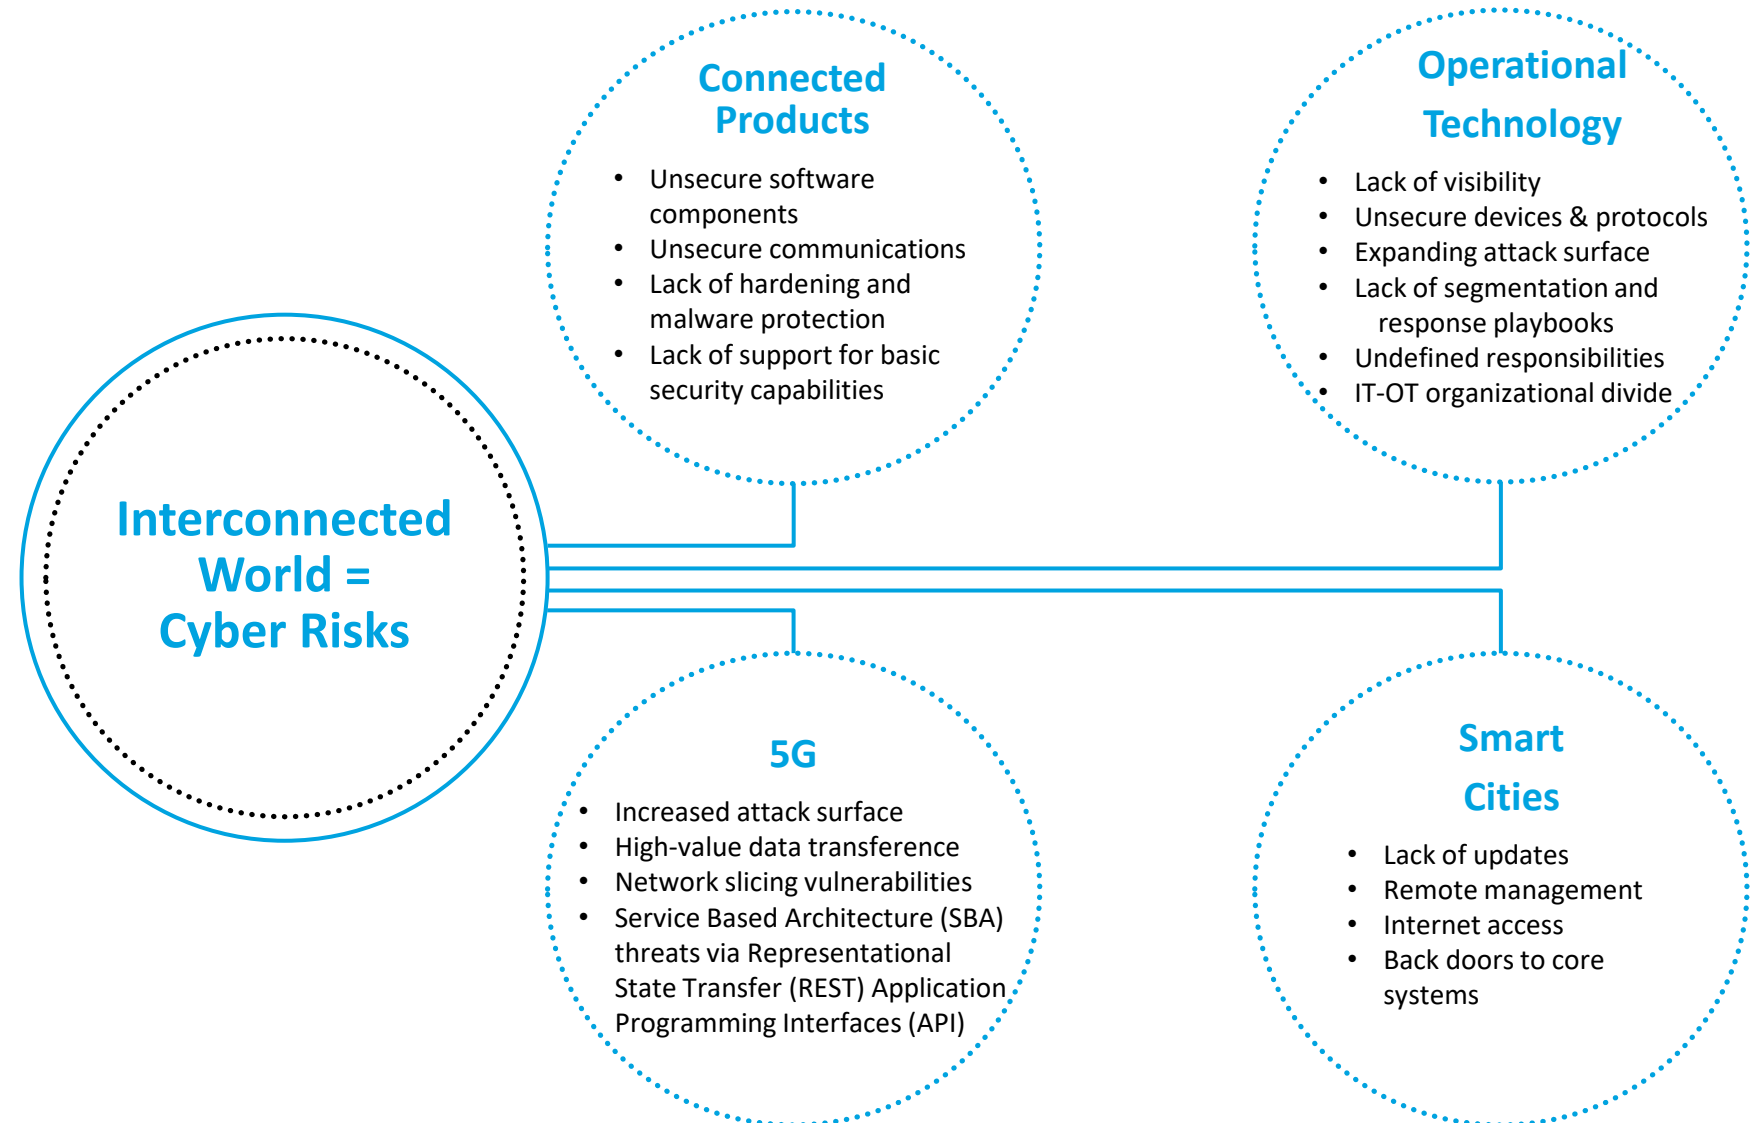 Interconnected
World =
Cyber Risks
Connected
Products
• Unsecure software
components
• Unsecure communications
• Lack of hardening and
malware protection
• Lack of support for basic
security capabilities
Operational
Technology
• Lack of visibility
• Unsecure devices & protocols
• Expanding attack surface
• Lack of segmentation and
response playbooks
• Undefined responsibilities
• IT-OT organizational divide
5G
• Increased attack surface
• High-value data transference
• Network slicing vulnerabilities
• Service Based Architecture (SBA)
threats via Representational
State Transfer (REST) Application
Programming Interfaces (API)
Smart
Cities
• Lack of updates
• Remote management
• Internet access
• Back doors to core
systems